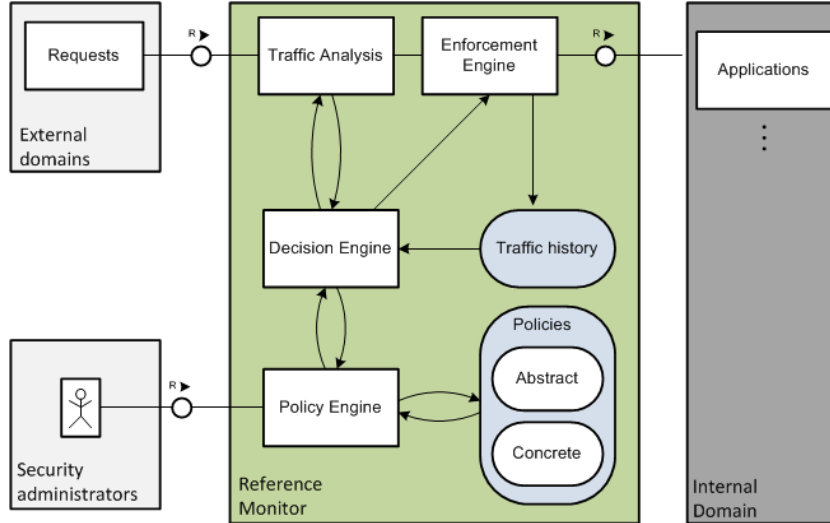 R
R
Requests
Traffic Analysis
Enforcement
Engine
Applications
External
domains
Decision Engine
Traffic history
Policies
R
Abstract
Policy Engine
Concrete
Security
administrators
Reference
Monitor
Internal
Domain